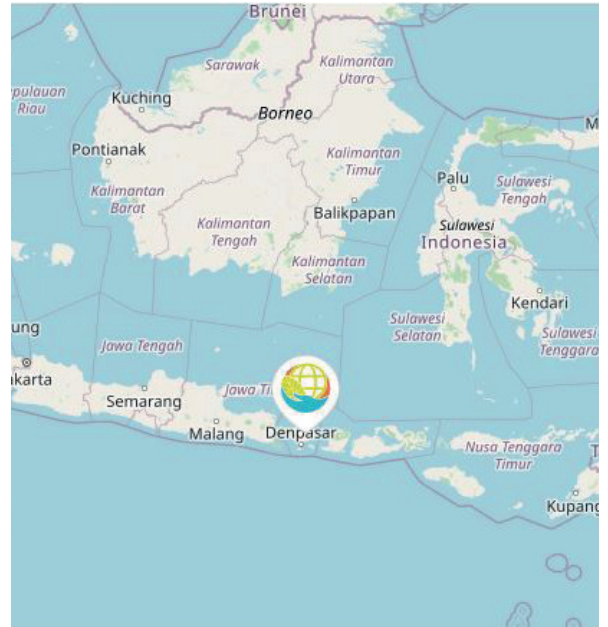 Brunei
Sarawak
Kalimantan
Utara
epulauan
Riau
Kuching
Borneo
Pontianak
Kalimantan
Timur
Palu
Sulawesi
Tengah
Kalimantan
Barat
Kalimantan
Tengah
Balikpapan
Sulawesi
Indonesia
Kalimantan
Selatan
Kendari
Sulawesi
Selatan
Sulawesi
Tenggara
ung
Jawa Tengah
karta
Semarang
Jawa Ti
Malang
Denpasar
Nusa Tenggara
Timur
Kupang
M
T